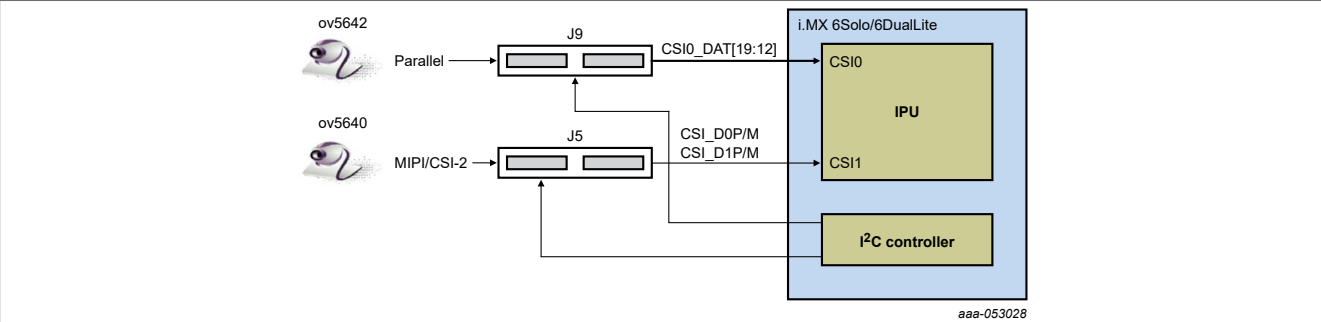 ov5642
Parallel
J9
CSI0_DAT[19:12]
i.MX 6Solo/6DualLite
CSI0
IPU
ov5640
MIPI/CSI-2
J5
CSI_D0P/M
CSI_D1P/M
CSI1
I2C controller
aaa-053028